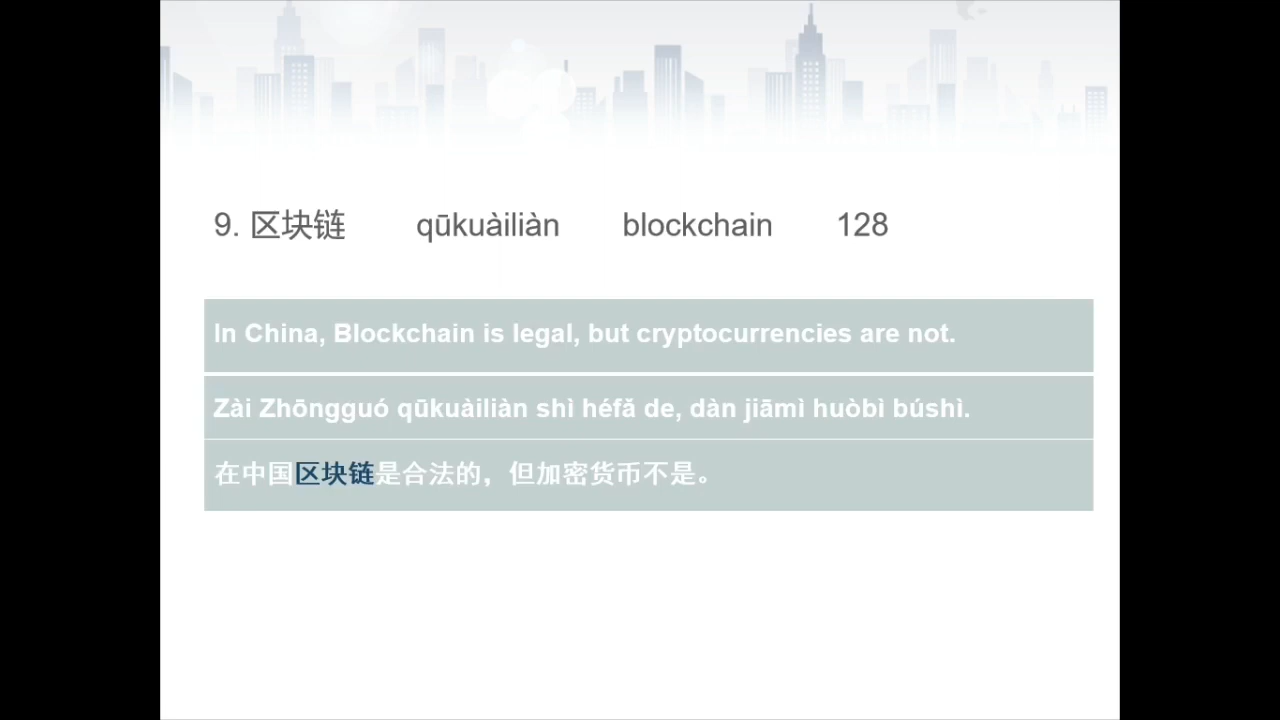 9. 区块链 qūkuàiliàn blockchain 128
In China, Blockchain is legal, but cryptocurrencies are not.
Zài Zhōngguó qūkuàiliàn shì héfǎ de, dàn jiāmì huòbì búshì.
在中国区块链是合法的，但加密货币不是。